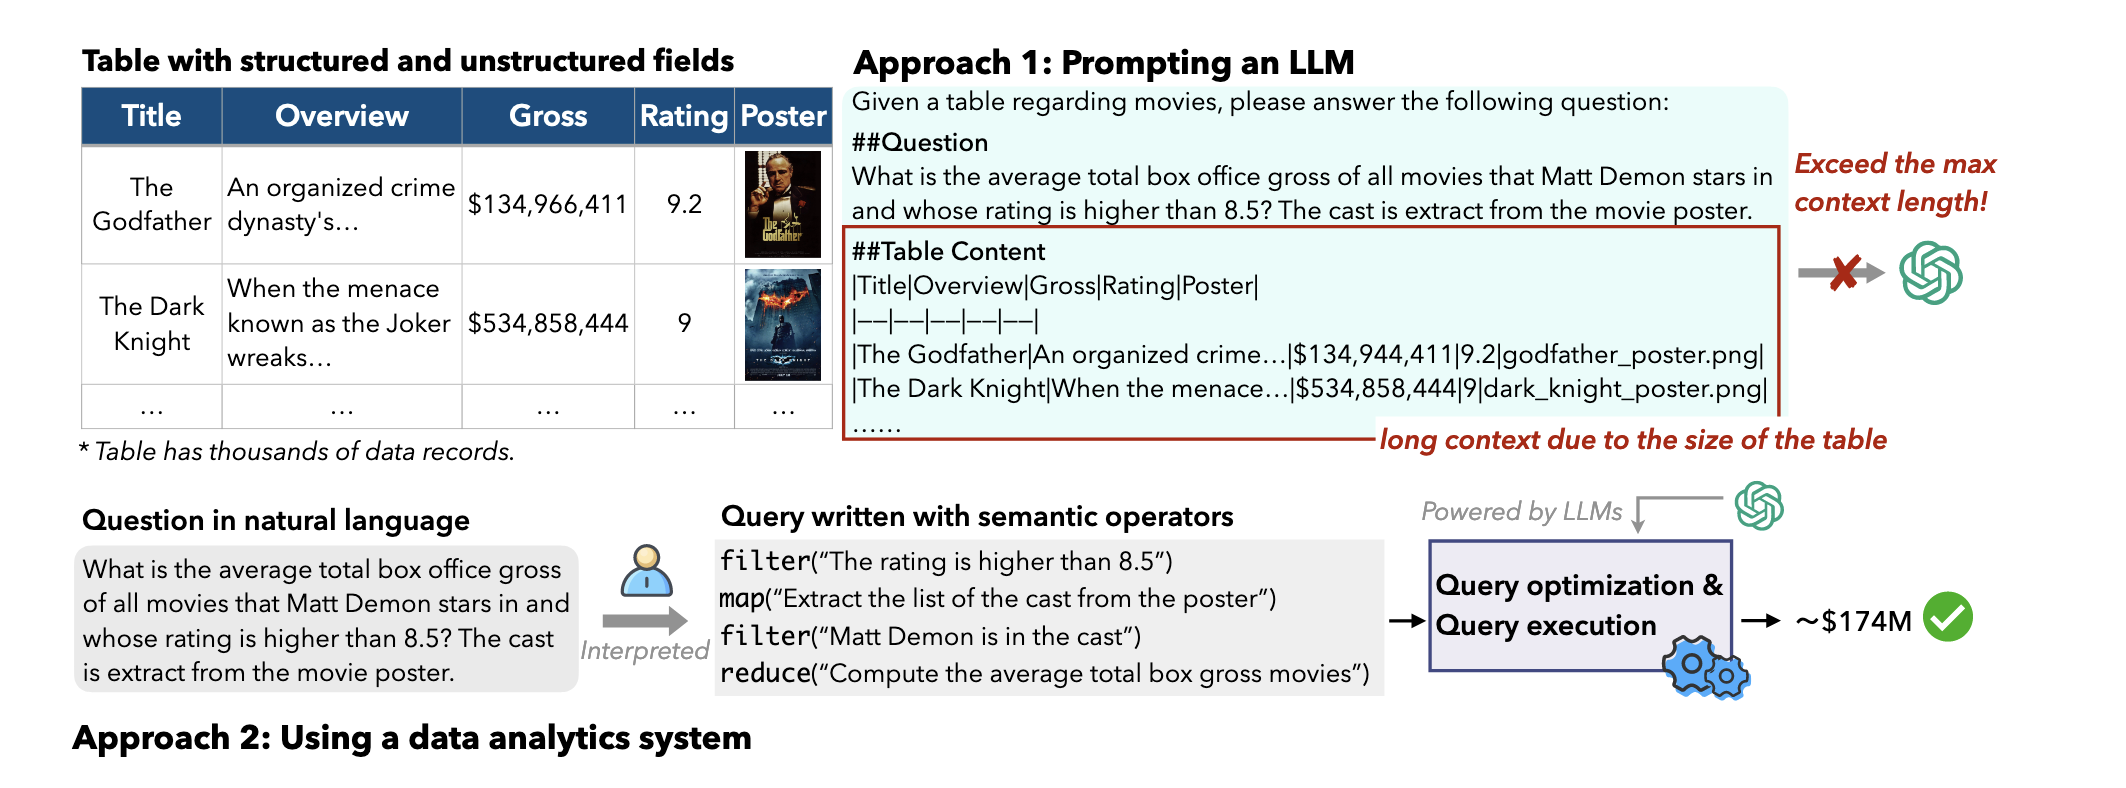 Table with structured and unstructured fields
Title Overview Gross Rating Poster
The Godfather
An organized crime dynasty's...
$134,966,411
9.2
The Godfather
The Dark Knight
When the menace known as the Joker wreaks...
$534,858,444
9
... ... ... ... ...
* Table has thousands of data records.
Approach 1: Prompting an LLM
Given a table regarding movies, please answer the following question:
##Question
What is the average total box office gross of all movies that Matt Demon stars in
and whose rating is higher than 8.5? The cast is extract from the movie poster.
##Table Content
|Title|Overview|Gross|Rating|Poster|
|––|––|––|––|––|
|The Godfather|An organized crime...|$134,944,411|9.2|godfather_poster.png|
|The Dark Knight|When the menace...|$534,858,444|9|dark_knight_poster.png|
......
long context due to the size of the table
Exceed the max
context length!
Question in natural language
What is the average total box office gross
of all movies that Matt Demon stars in and
whose rating is higher than 8.5? The cast
is extract from the movie poster.
Interpreted
Query written with semantic operators
filter(“The rating is higher than 8.5”)
map(“Extract the list of the cast from the poster”)
filter(“Matt Demon is in the cast”)
reduce(“Compute the average total box gross movies”)
Powered by LLMs
Query optimization &
Query execution
~$174M
Approach 2: Using a data analytics system